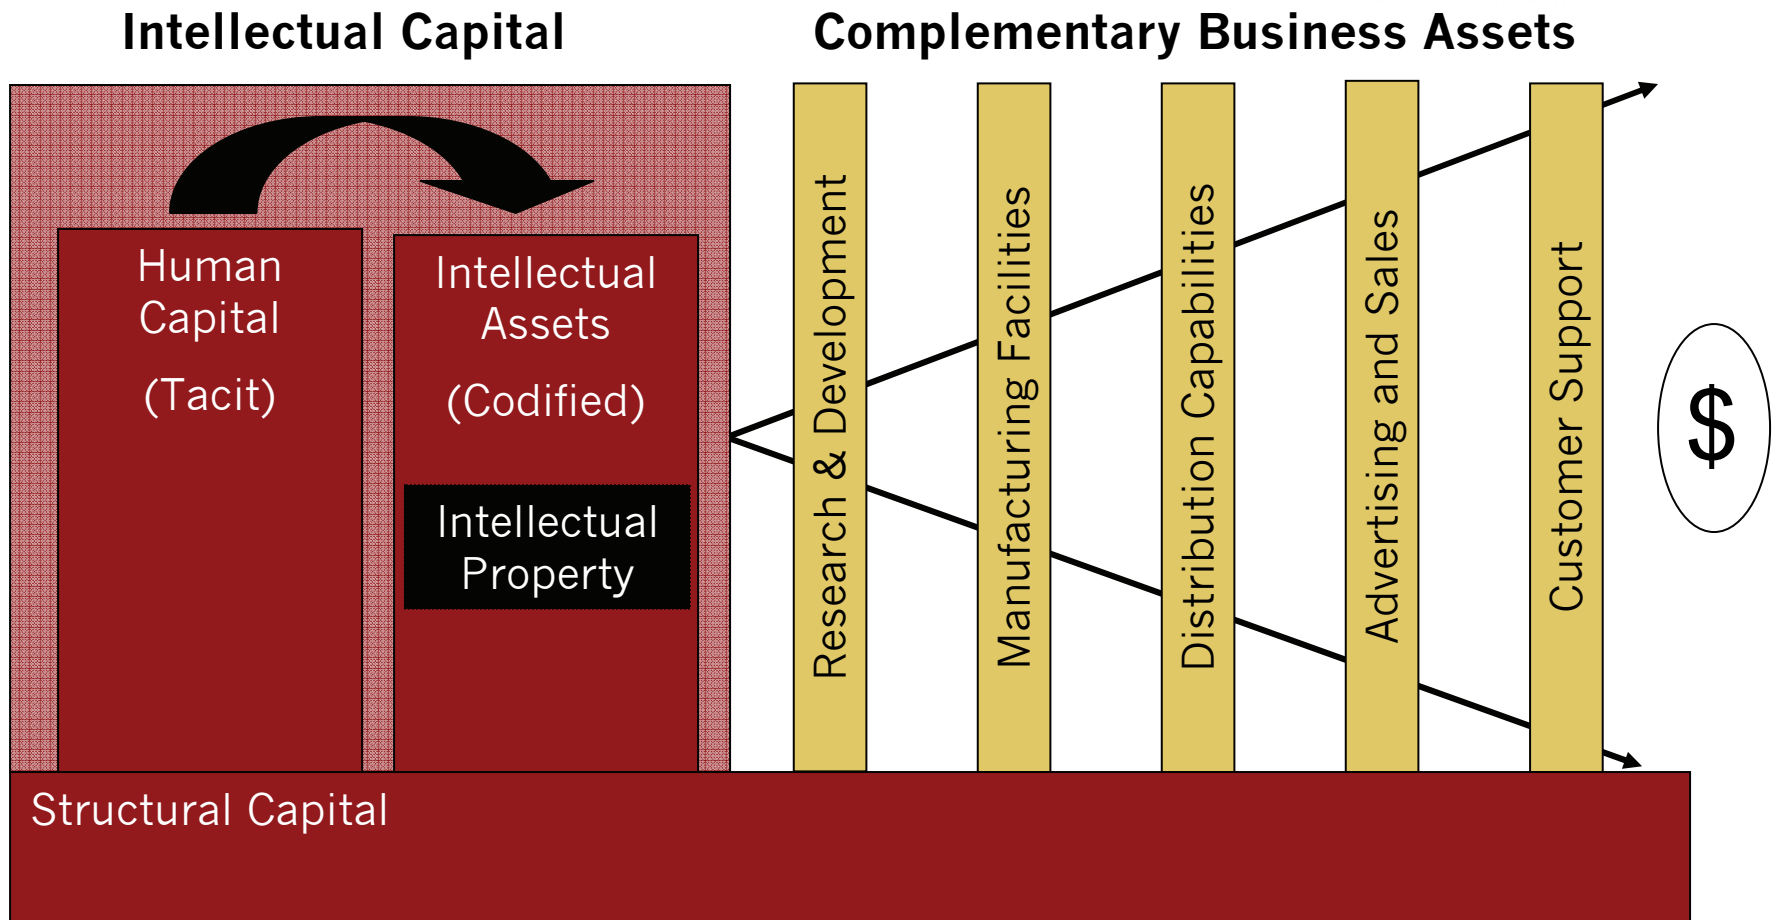 Intellectual Capital
Complementary Business Assets
Human
Capital
(Tacit)
Intellectual
Assets
(Codified)
Intellectual
Property
Research & Development
Manufacturing Facilities
Distribution Capabilities
Advertising and Sales
Customer Support
$
Structural Capital